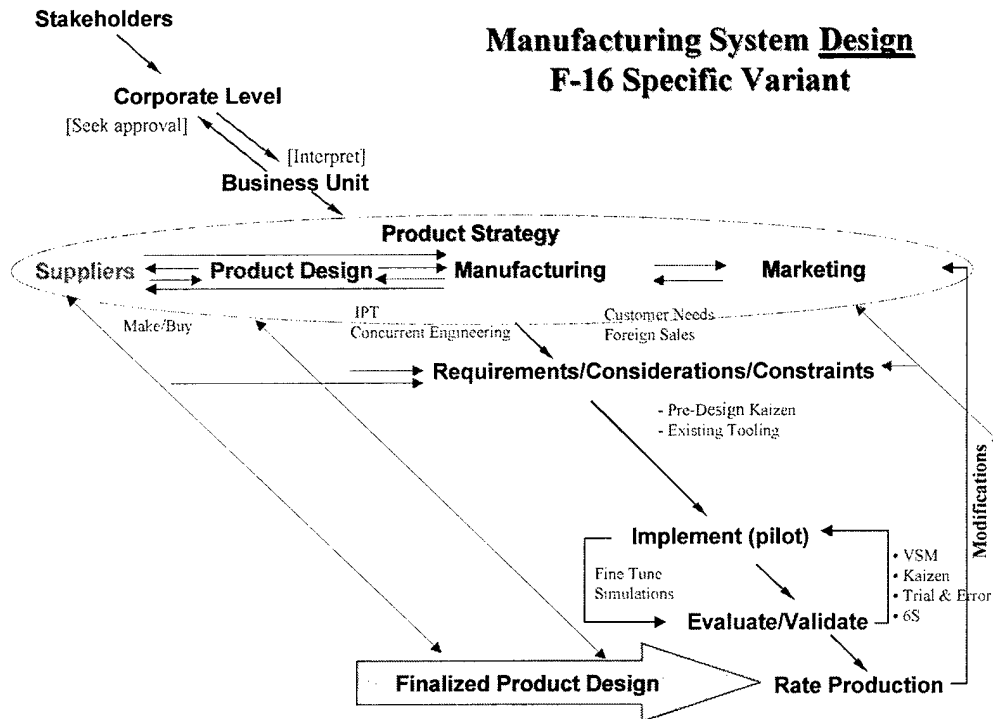 Stakeholders
Manufacturing System Design
F-16 Specific Variant
Corporate Level
[Seek approval]
[Interpret]
Business Unit
Product Strategy
Suppliers
Product Design
Manufacturing
Marketing
Make/Buy
IPT
Concurrent Engineering
Customer Needs
Foreign Sales
Requirements/Considerations/Constraints
- Pre-Design Kaizen
- Existing Tooling
Modifications
Implement (pilot)
Fine Tune
Simulations
• VSM
• Kaizen
• Trial & Error
• 6S
Evaluate/Validate
Finalized Product Design
Rate Production